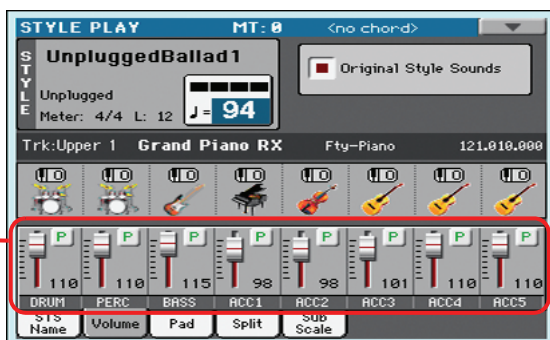 STYLE PLAY MT: 0 <no chord>
STYLE
UnpluggedBallad1
Unplugged
Meter: 4/4 L: 12 ♩= 94
Original Style Sounds
Trk:Upper 1 Grand Piano RX Fty-Piano 121.010.000
P P P P P P P P
110 110 115 98 98 101 110 110
DRUM PERC BASS ACC1 ACC2 ACC3 ACC4 ACC5
STS Name Volume Pad Split Sub Scale